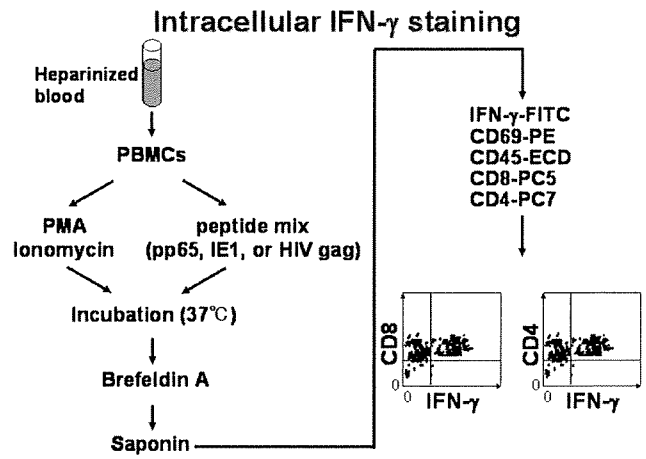 Intracellular IFN-γ staining
Heparinized
blood
PBMCs
PMA
Ionomycin
peptide mix
(pp65, IE1, or HIV gag)
Incubation (37℃)
Brefeldin A
Saponin
IFN-γ-FITC
CD69-PE
CD45-ECD
CD8-PC5
CD4-PC7
CD8
0
0
IFN-γ
CD4
0
0
IFN-γ